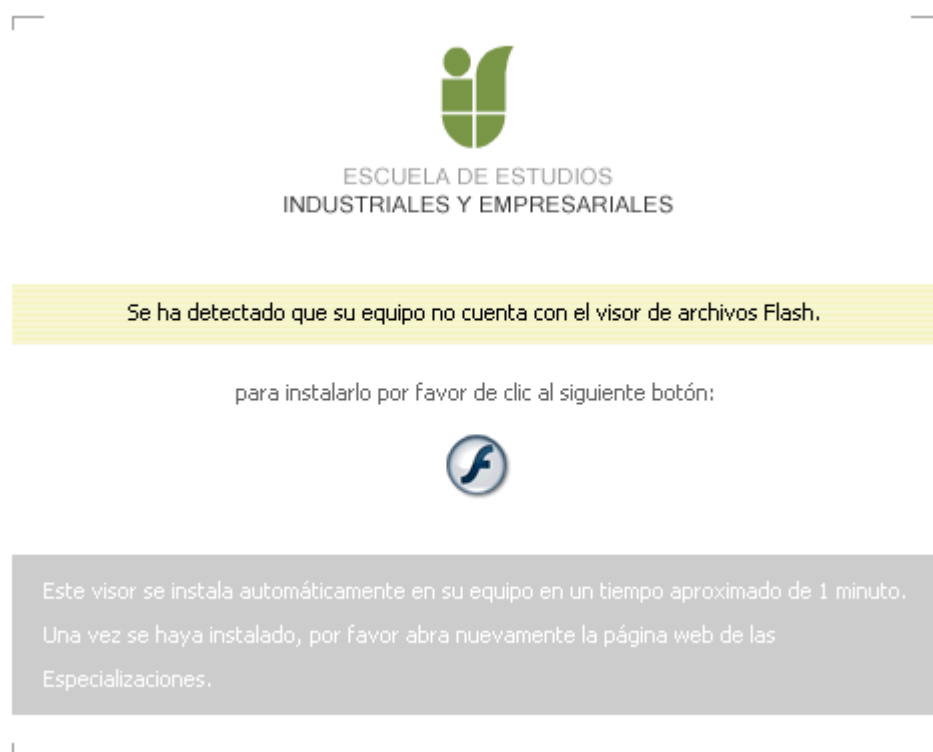 ESCUELA DE ESTUDIOS
INDUSTRIALES Y EMPRESARIALES
Se ha detectado que su equipo no cuenta con el visor de archivos Flash.
para instalarlo por favor de clic al siguiente botón:
Este visor se instala automáticamente en su equipo en un tiempo aproximado de 1 minuto.
Una vez se haya instalado, por favor abra nuevamente la página web de las
Especializaciones.